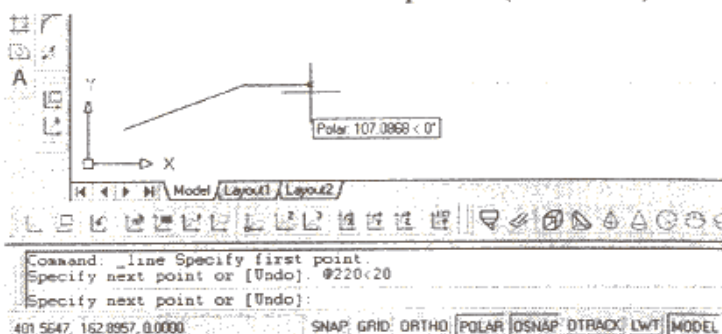 A
Y
Polar: 107.0868 < 0°
X
Model Layout1 Layout2
Command: _line Specify first point:
Specify next point or [Undo]: @220<20
Specify next point or [Undo]:
401.5647, 162.8957, 0.0000 SNAP GRID ORTHO POLAR OSNAP OTRACK LWT MODEL